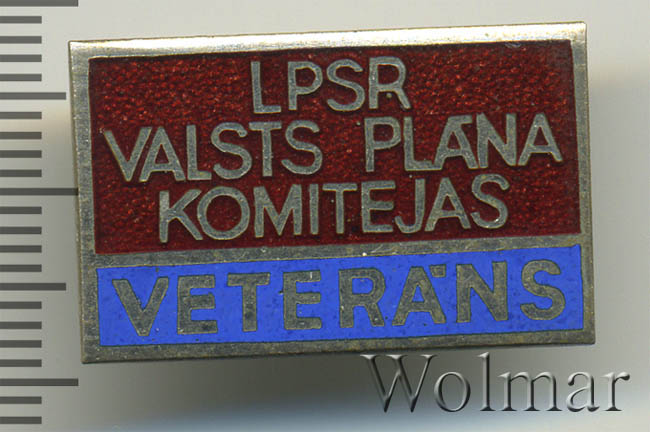 LPSR
VALSTS PLĀNA
KOMITEJAS
VETERĀNS
Wolmar